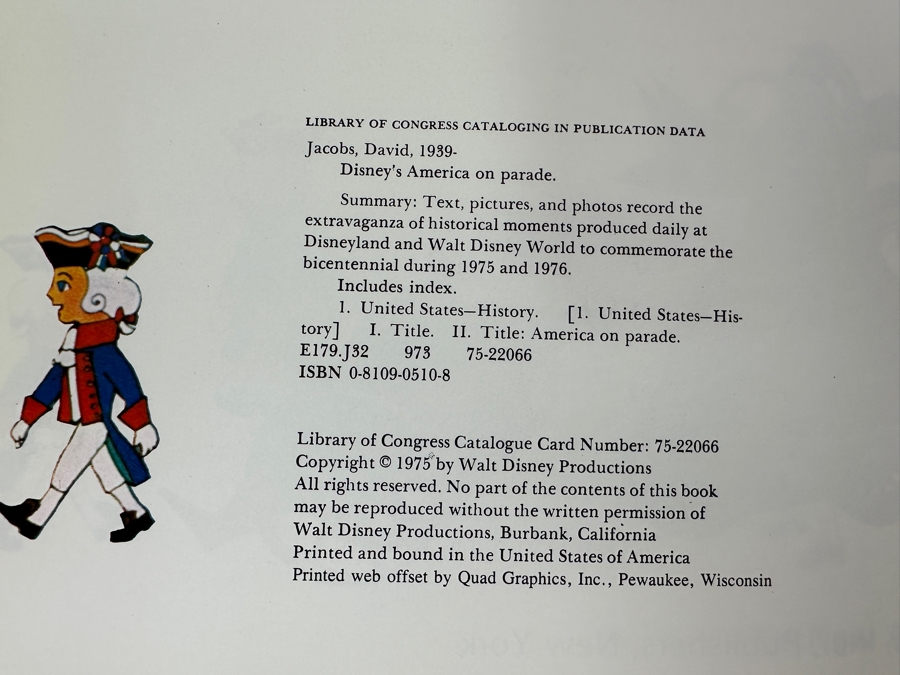 LIBRARY OF CONGRESS CATALOGING IN PUBLICATION DATA
Jacobs, David, 1939-
Disney's America on parade.
Summary: Text, pictures, and photos record the
extravaganza of historical moments produced daily at
Disneyland and Walt Disney World to commemorate the
bicentennial during 1975 and 1976.
Includes index.
1. United States—History. [1. United States—His-
tory] I. Title. II. Title: America on parade.
E179.J32 973 75-22066
ISBN 0-8109-0510-8
Library of Congress Catalogue Card Number: 75-22066
Copyright © 1975 by Walt Disney Productions
All rights reserved. No part of the contents of this book
may be reproduced without the written permission of
Walt Disney Productions, Burbank, California
Printed and bound in the United States of America
Printed web offset by Quad Graphics, Inc., Pewaukee, Wisconsin